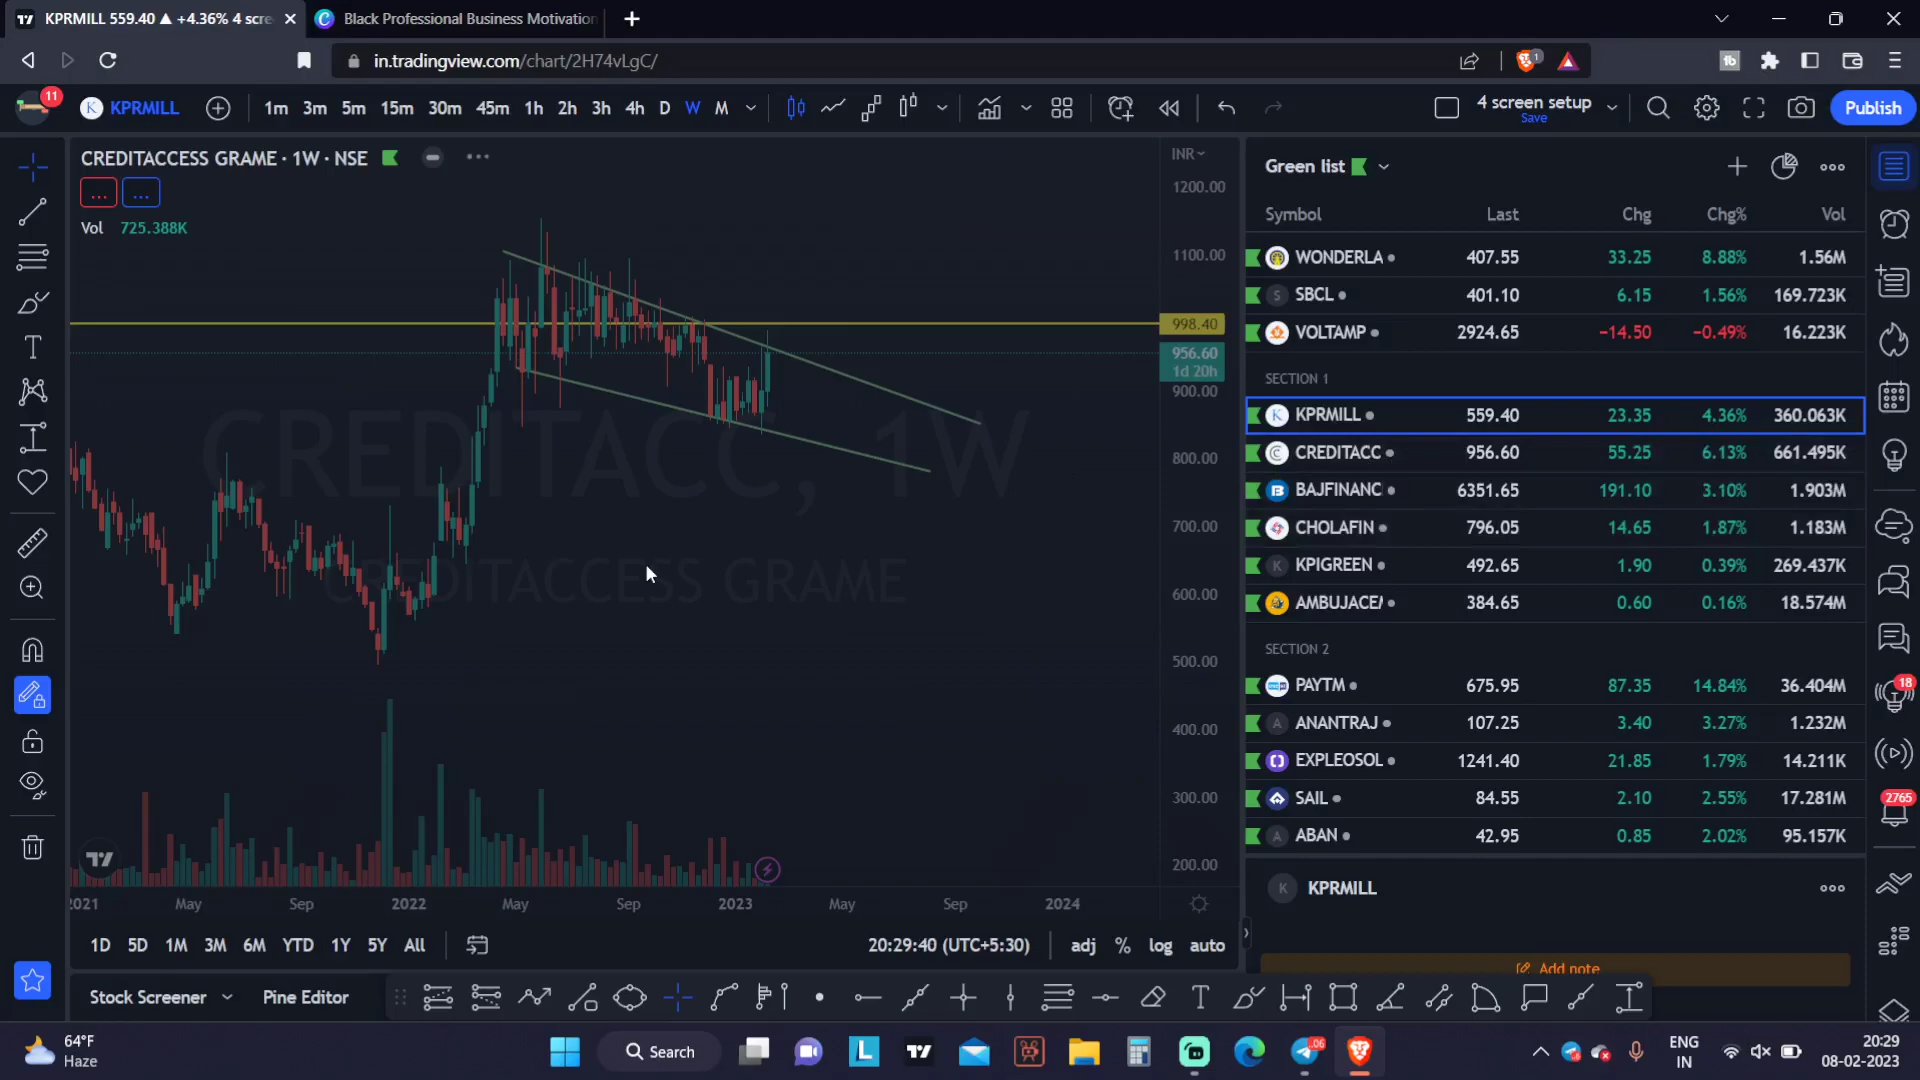 KPRMILL 559.40 ▲ +4.36% 4 scre
Black Professional Business Motivation
in.tradingview.com/chart/2H74vLgC/
1
11
KPRMILL
1m 3m 5m 15m 30m 45m 1h 2h 3h 4h D W M
4 screen setup
Save
Publish
CREDITACCESS GRAME · 1W · NSE
INR
Vol 725.388K
1200.00
1100.00
998.40
956.60
1d 20h
900.00
800.00
700.00
600.00
500.00
400.00
300.00
200.00
CREDITACC, 1W
CREDITACCESS GRAME
2021 May Sep 2022 May Sep 2023 May Sep 2024
1D 5D 1M 3M 6M YTD 1Y 5Y All
20:29:40 (UTC+5:30)
adj % log auto
Stock Screener
Pine Editor
Green list
Symbol Last Chg Chg% Vol
WONDERLA 407.55 33.25 8.88% 1.56M
SBCL 401.10 6.15 1.56% 169.723K
VOLTAMP 2924.65 −14.50 −0.49% 16.223K
SECTION 1
KPRMILL 559.40 23.35 4.36% 360.063K
CREDITACC 956.60 55.25 6.13% 661.495K
BAJFINANC 6351.65 191.10 3.10% 1.903M
CHOLAFIN 796.05 14.65 1.87% 1.183M
KPIGREEN 492.65 1.90 0.39% 269.437K
AMBUJACE 384.65 0.60 0.16% 18.574M
SECTION 2
PAYTM 675.95 87.35 14.84% 36.404M
ANANTRAJ 107.25 3.40 3.27% 1.232M
EXPLEOSOL 1241.40 21.85 1.79% 14.211K
SAIL 84.55 2.10 2.55% 17.281M
ABAN 42.95 0.85 2.02% 95.157K
KPRMILL
Add note
18
2765
64°F
Haze
Search
ENG
IN
20:29
08-02-2023